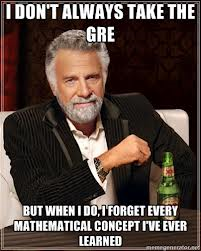 I DON'T ALWAYS TAKE THE
GRE
BUT WHEN I DO, I FORGET EVERY
MATHEMATICAL CONCEPT I'VE EVER
LEARNED
memegenerator.net